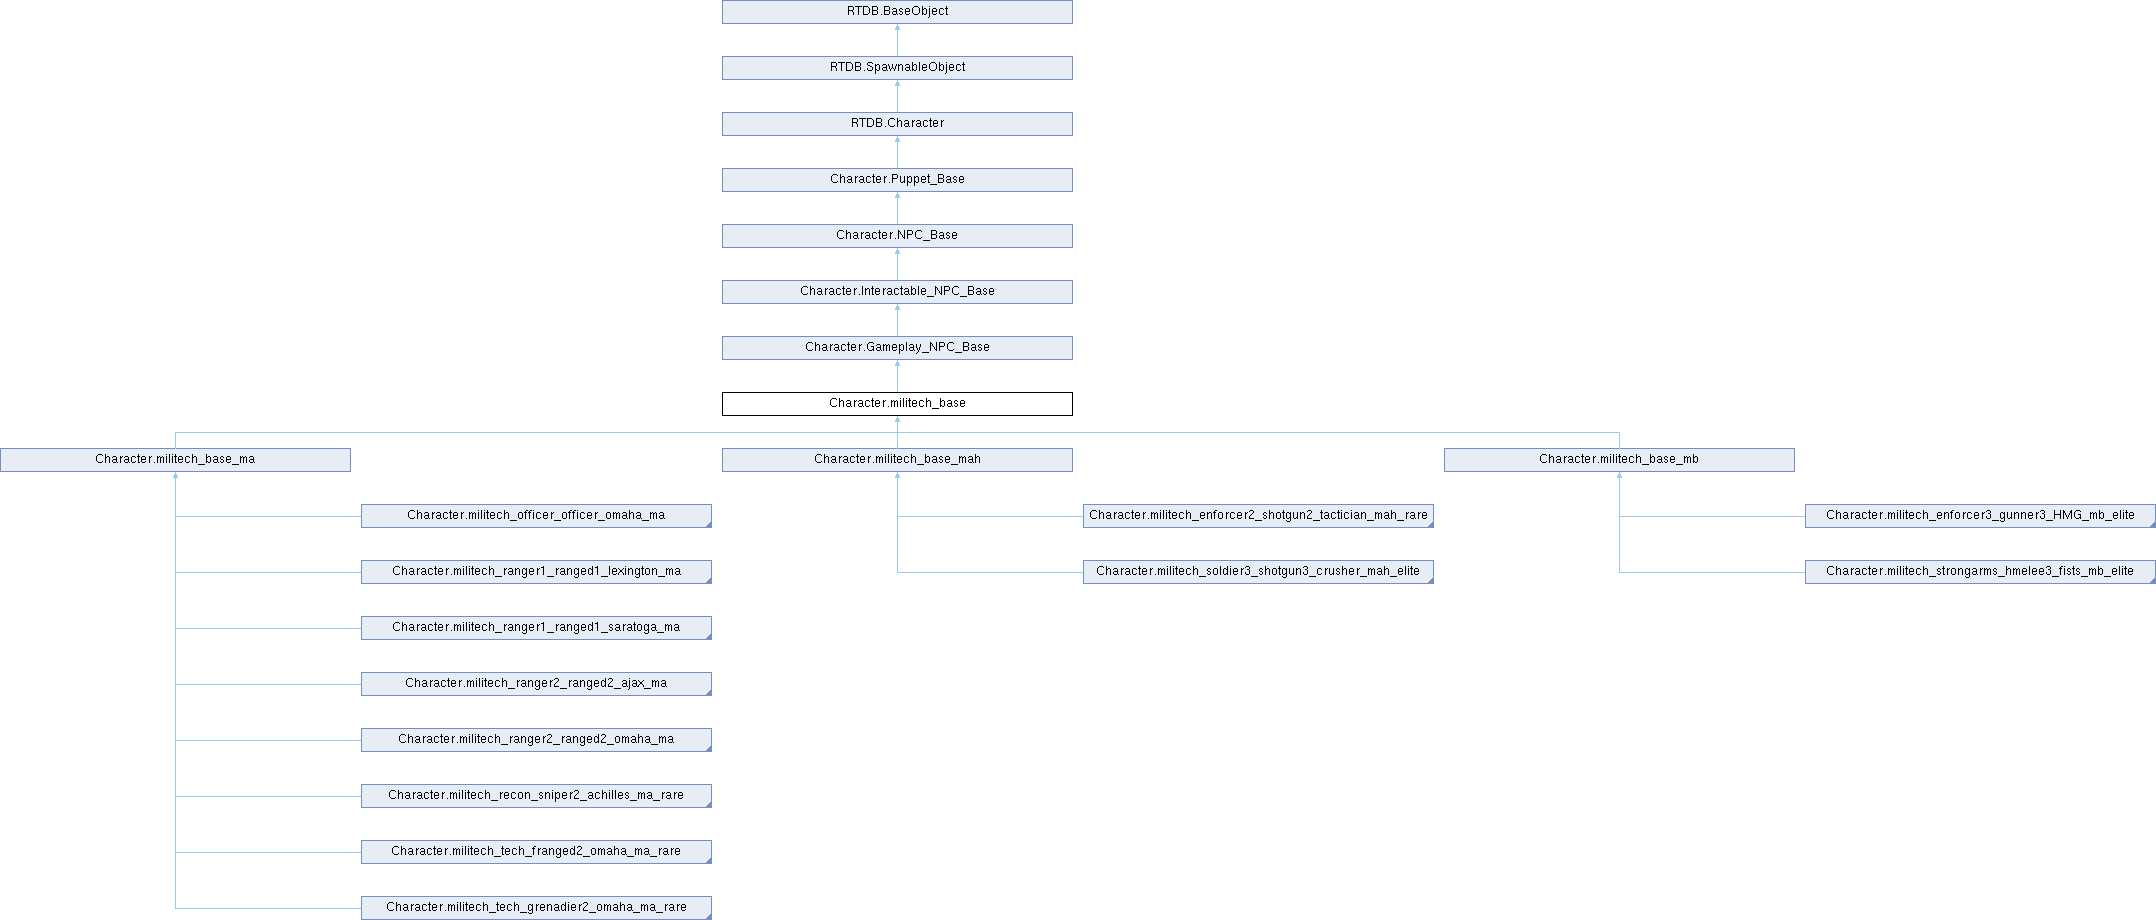 RTDB.BaseObject
RTDB.SpawnableObject
RTDB.Character
Character.Puppet_Base
Character.NPC_Base
Character.Interactable_NPC_Base
Character.Gameplay_NPC_Base
Character.militech_base
Character.militech_base_ma
Character.militech_base_mah
Character.militech_base_mb
Character.militech_officer_officer_omaha_ma
Character.militech_enforcer2_shotgun2_tactician_mah_rare
Character.militech_enforcer3_gunner3_HMG_mb_elite
Character.militech_ranger1_ranged1_lexington_ma
Character.militech_soldier3_shotgun3_crusher_mah_elite
Character.militech_strongarms_hmelee3_fists_mb_elite
Character.militech_ranger1_ranged1_saratoga_ma
Character.militech_ranger2_ranged2_ajax_ma
Character.militech_ranger2_ranged2_omaha_ma
Character.militech_recon_sniper2_achilles_ma_rare
Character.militech_tech_franged2_omaha_ma_rare
Character.militech_tech_grenadier2_omaha_ma_rare